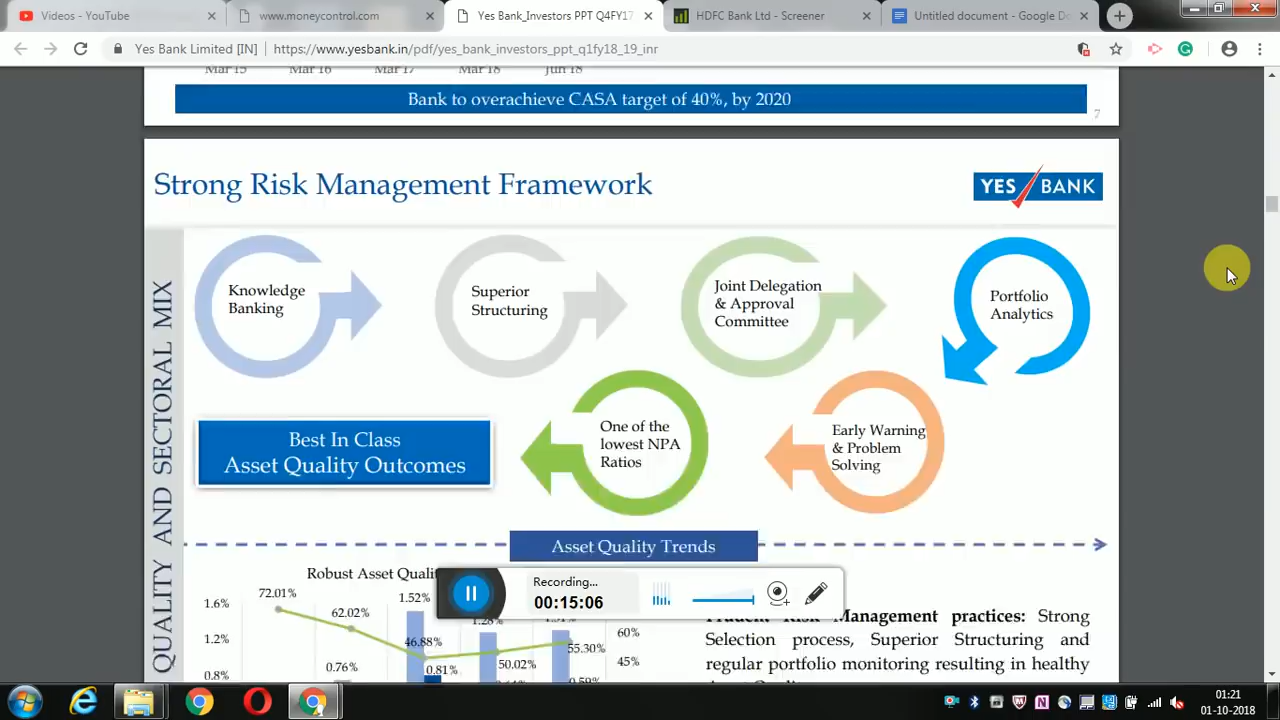 Videos - YouTube
www.moneycontrol.com
Yes Bank_Investors PPT Q4FY17
HDFC Bank Ltd - Screener
Untitled document - Google Do
Yes Bank Limited [IN]
https://www.yesbank.in/pdf/yes_bank_investors_ppt_q1fy18_19_inr
Mar 15 Mar 16 Mar 17 Mar 18 Jun 18
Bank to overachieve CASA target of 40%, by 2020
7
Strong Risk Management Framework
YES BANK
QUALITY AND SECTORAL MIX
Knowledge
Banking
Superior
Structuring
Joint Delegation
& Approval
Committee
Portfolio
Analytics
Best In Class
Asset Quality Outcomes
One of the
lowest NPA
Ratios
Early Warning
& Problem
Solving
Asset Quality Trends
Robust Asset Quali
1.6%
1.2%
0.8%
72.01%
62.02%
1.52%
46.88%
0.76%
0.81%
50.02%
55.30%
60%
45%
Recording...
00:15:06
Risk Management practices: Strong
Selection process, Superior Structuring and
regular portfolio monitoring resulting in healthy
01:21
01-10-2018